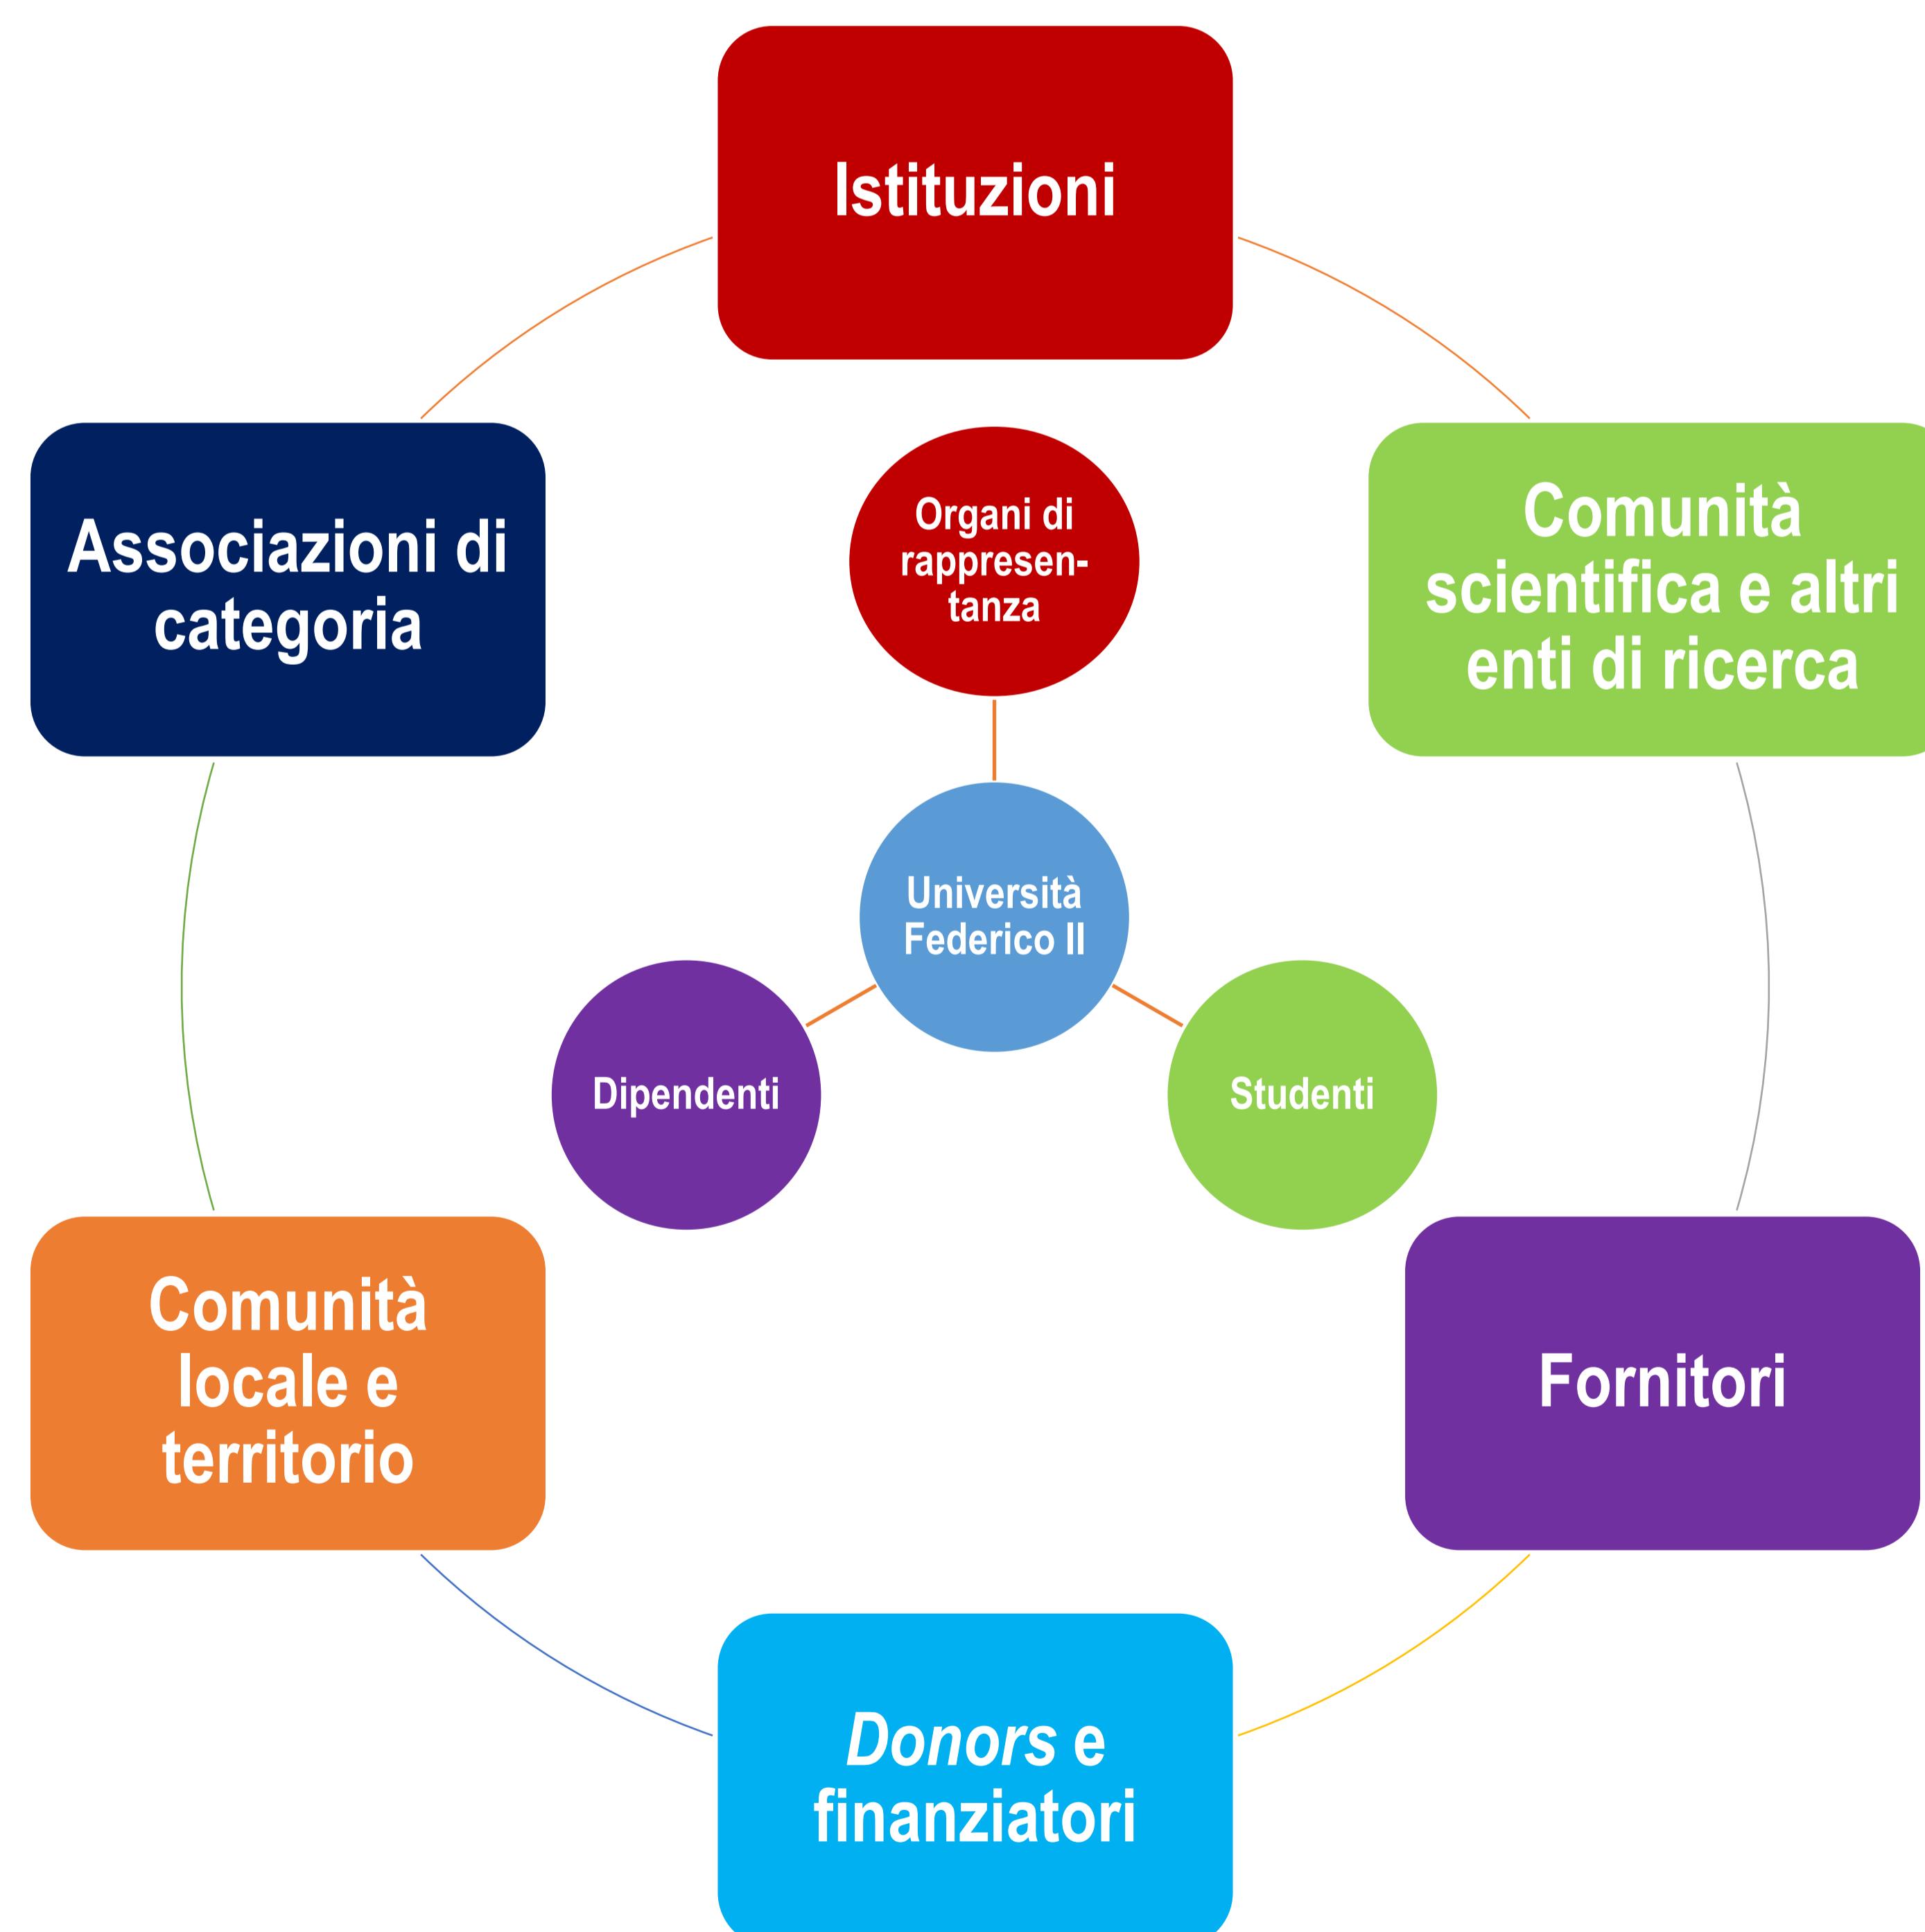 Istituzioni
Associazioni di
categoria
Organi di
rappresen-
tanza
Comunità
scientifica e altri
enti di ricerca
Università
Federico II
Dipendenti
Studenti
Comunità
locale e
territorio
Fornitori
Donors e
finanziatori